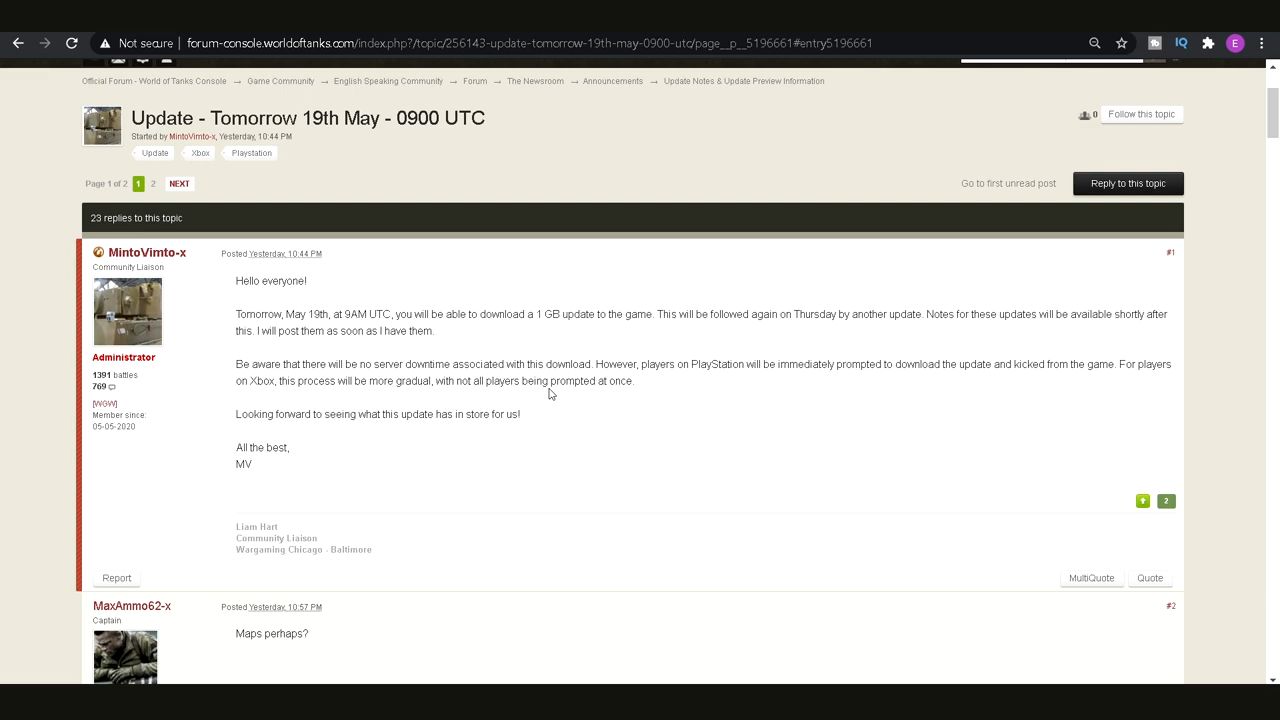 Not secure forum-console.worldoftanks.com/index.php?/topic/256143-update-tomorrow-19th-may-0900-utc/page__p__5196661#entry5196661
IQ E
Official Forum - World of Tanks Console → Game Community → English Speaking Community → Forum → The Newsroom → Announcements → Update Notes & Update Preview Information
Update - Tomorrow 19th May - 0900 UTC
0 Follow this topic
Started by MintoVimto-x, Yesterday, 10:44 PM
Update Xbox Playstation
Page 1 of 2 1 2 NEXT
Go to first unread post Reply to this topic
23 replies to this topic
MintoVimto-x
Posted Yesterday, 10:44 PM
#1
Community Liaison
Hello everyone!
Tomorrow, May 19th, at 9AM UTC, you will be able to download a 1 GB update to the game. This will be followed again on Thursday by another update. Notes for these updates will be available shortly after
this. I will post them as soon as I have them.
Administrator
Be aware that there will be no server downtime associated with this download. However, players on PlayStation will be immediately prompted to download the update and kicked from the game. For players
1391 battles
on Xbox, this process will be more gradual, with not all players being prompted at once.
769
[WGW]
Member since:
Looking forward to seeing what this update has in store for us!
05-05-2020
All the best,
MV
2
Liam Hart
Community Liaison
Wargaming Chicago - Baltimore
Report MultiQuote Quote
MaxAmmo62-x
Posted Yesterday, 10:57 PM
#2
Captain
Maps perhaps?